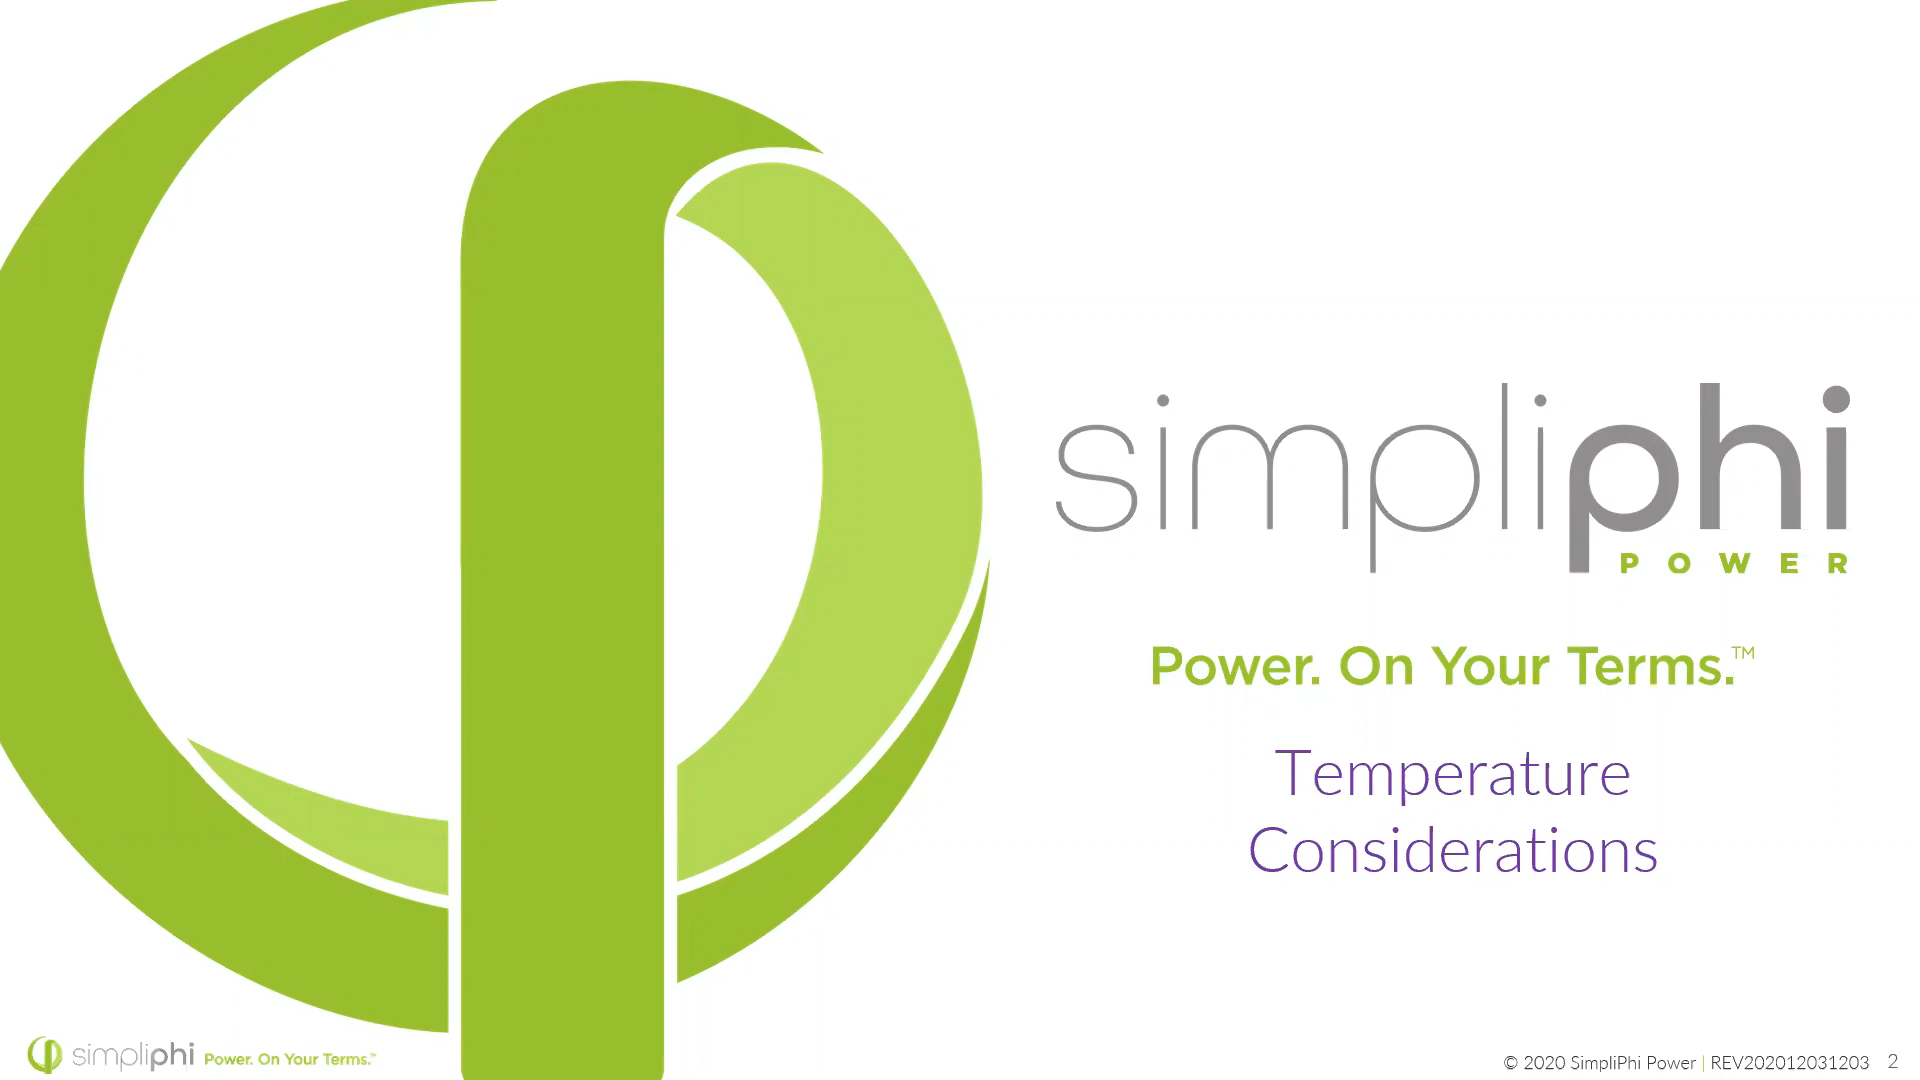 simpliphi
POWER
Power. On Your Terms.™
Temperature
Considerations
simpliphi Power. On Your Terms.™
© 2020 SimpliPhi Power | REV202012031203 2